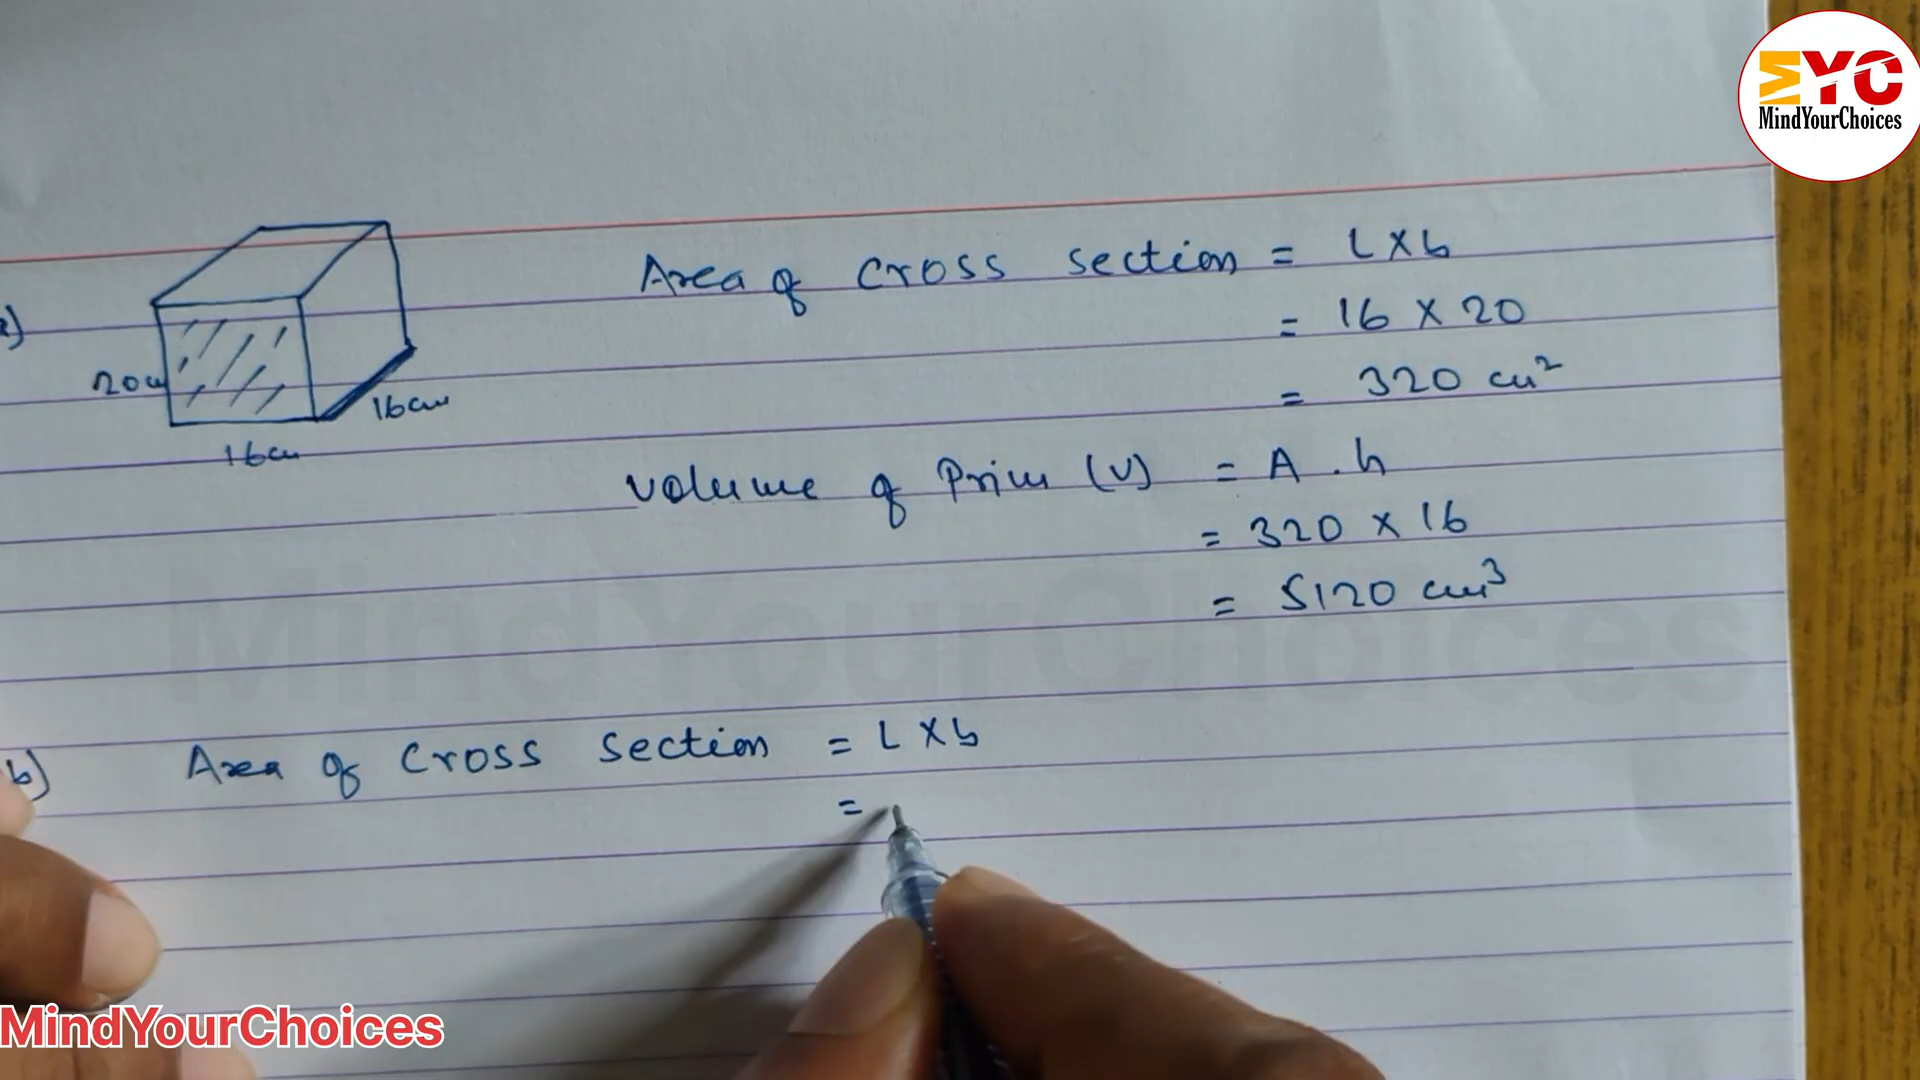 MYC
MindYourChoices
a)
20cm
16cm
16cm
Area of Cross section = L x b
= 16 x 20
= 320 cm²
Volume of Prism (V) = A . h
= 320 x 16
= 5120 cm³
MindYourChoices
b) Area of Cross section = L x b
=
MindYourChoices